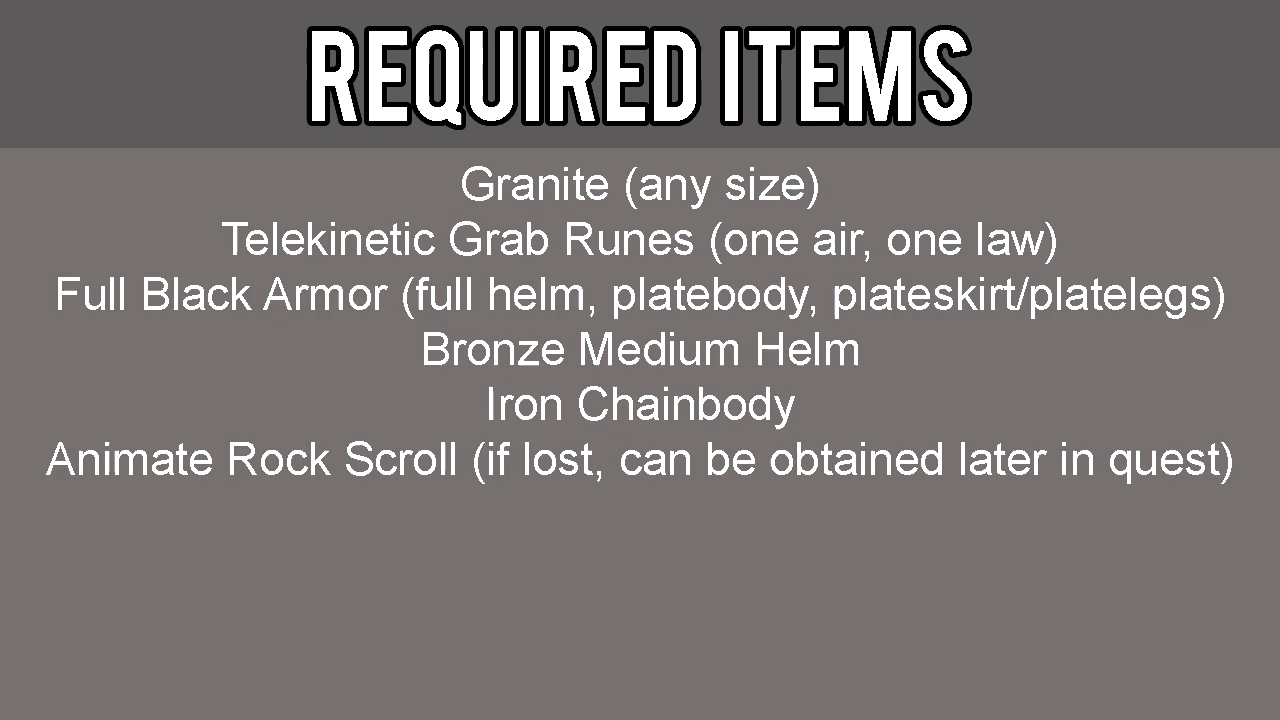 REQUIRED ITEMS
Granite (any size)
Telekinetic Grab Runes (one air, one law)
Full Black Armor (full helm, platebody, plateskirt/platelegs)
Bronze Medium Helm
Iron Chainbody
Animate Rock Scroll (if lost, can be obtained later in quest)